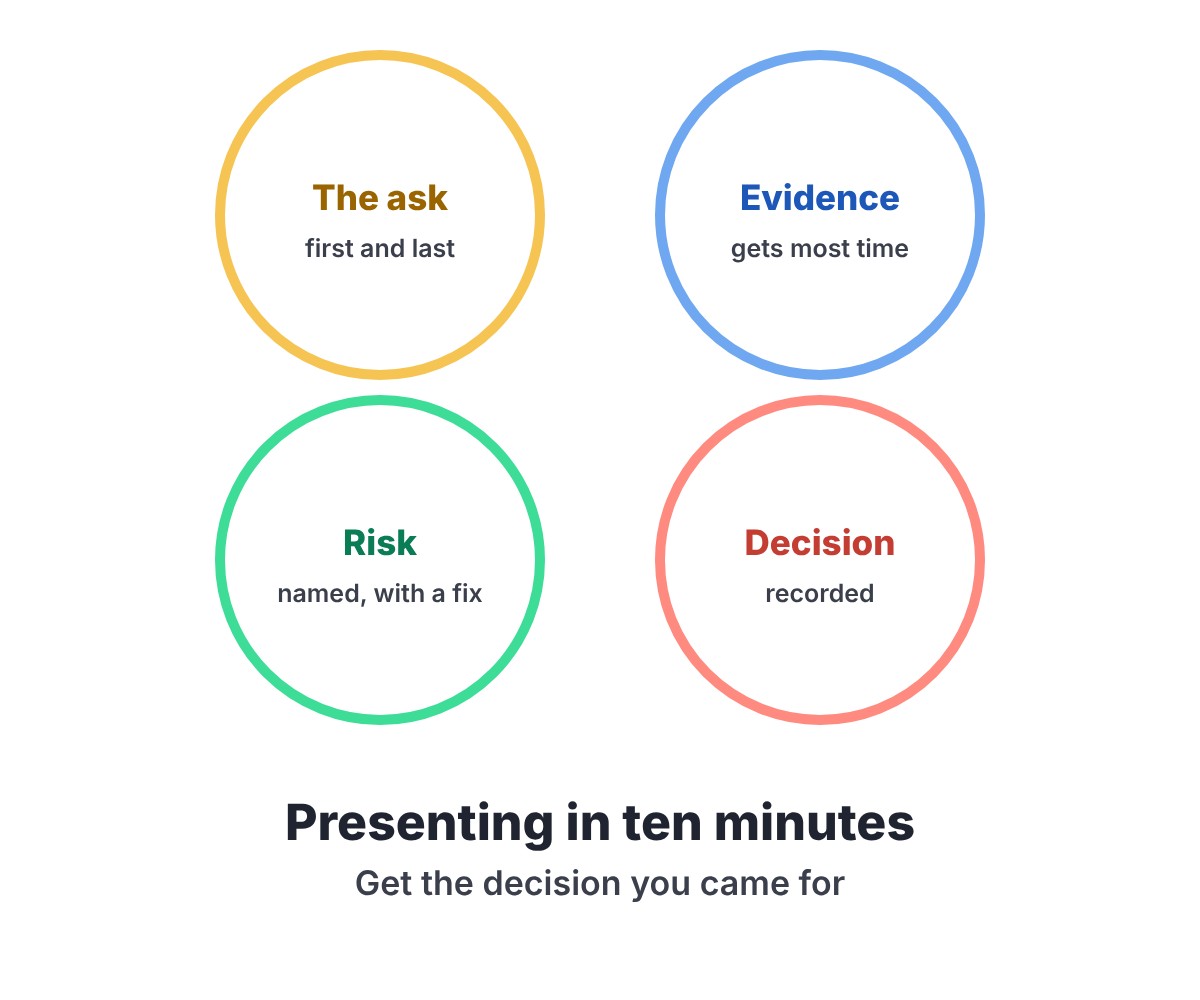 The ask
first and last
Evidence
gets most time
Risk
named, with a fix
Decision
recorded
Presenting in ten minutes
Get the decision you came for